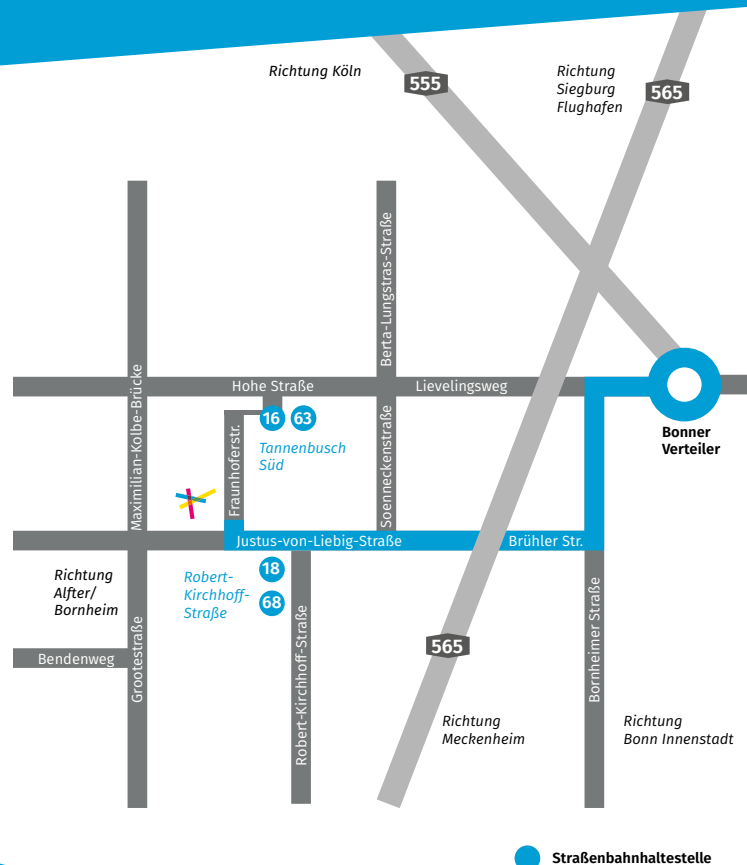 Richtung Köln
555
Richtung
Siegburg
Flughafen
565
Berta-Lungstras-Straße
Maximilian-Kolbe-Brücke
Hohe Straße
Lievelingsweg
16
63
Tannenbusch
Süd
Fraunhoferstr.
Soenneckenstraße
Bonner
Verteiler
Justus-von-Liebig-Straße
Brühler Str.
Richtung
Alfter/
Bornheim
Robert-
Kirchhoff-
Straße
18
68
Grootestraße
Bendenweg
Robert-Kirchhoff-Straße
565
Bornheimer Straße
Richtung
Meckenheim
Richtung
Bonn Innenstadt
Straßenbahnhaltestelle